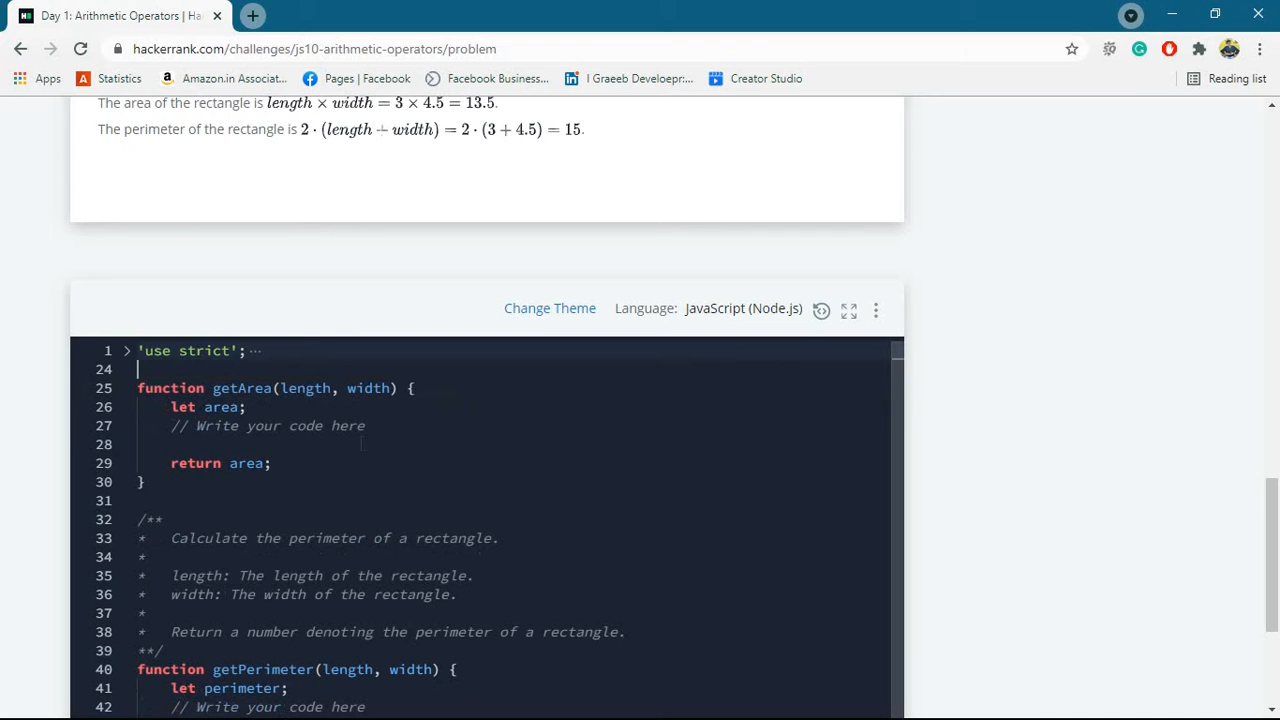 Day 1: Arithmetic Operators | Ha
hackerrank.com/challenges/js10-arithmetic-operators/problem
Apps
Statistics
Amazon.in Associat...
Pages | Facebook
Facebook Business...
I Graeeb Develoepr:...
Creator Studio
Reading list
The area of the rectangle is length × width = 3 × 4.5 = 13.5.
The perimeter of the rectangle is 2 · (length + width) = 2 · (3 + 4.5) = 15.
Change Theme Language: JavaScript (Node.js)
1 'use strict'; ···
24
25 function getArea(length, width) {
26 let area;
27 // Write your code here
28
29 return area;
30 }
31
32 /**
33 * Calculate the perimeter of a rectangle.
34 *
35 * length: The length of the rectangle.
36 * width: The width of the rectangle.
37 *
38 * Return a number denoting the perimeter of a rectangle.
39 **/
40 function getPerimeter(length, width) {
41 let perimeter;
42 // Write your code here